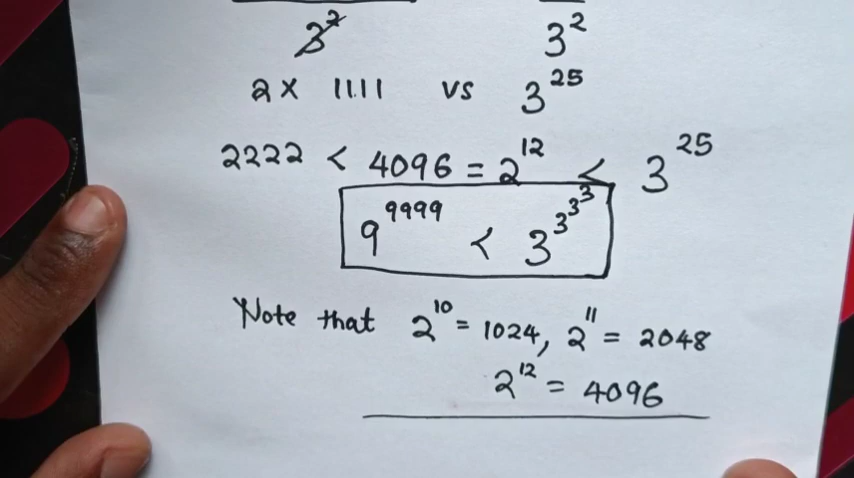 3² 3²
2 × 1111 vs 3²⁵
2222 < 4096 = 2¹² < 3²⁵
9⁹⁹⁹⁹ < 3^3^3^3
Note that 2¹⁰ = 1024, 2¹¹ = 2048
2¹² = 4096